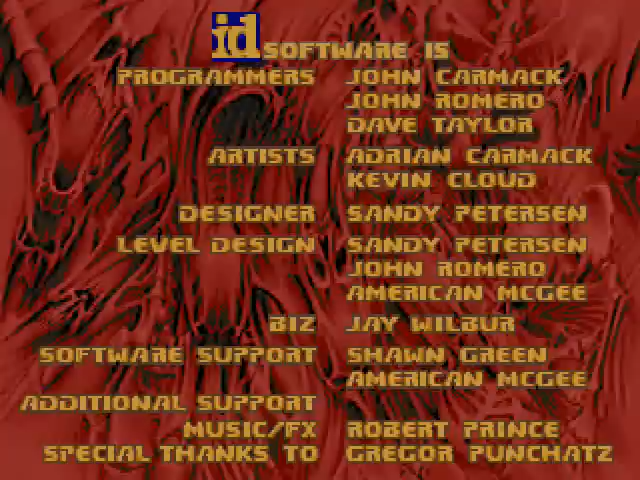 id SOFTWARE IS
PROGRAMMERS JOHN CARMACK
JOHN ROMERO
DAVE TAYLOR
ARTISTS ADRIAN CARMACK
KEVIN CLOUD
DESIGNER SANDY PETERSEN
LEVEL DESIGN SANDY PETERSEN
JOHN ROMERO
AMERICAN MCGEE
BIZ JAY WILBUR
SOFTWARE SUPPORT SHAWN GREEN
AMERICAN MCGEE
ADDITIONAL SUPPORT
MUSIC/FX ROBERT PRINCE
SPECIAL THANKS TO GREGOR PUNCHATZ